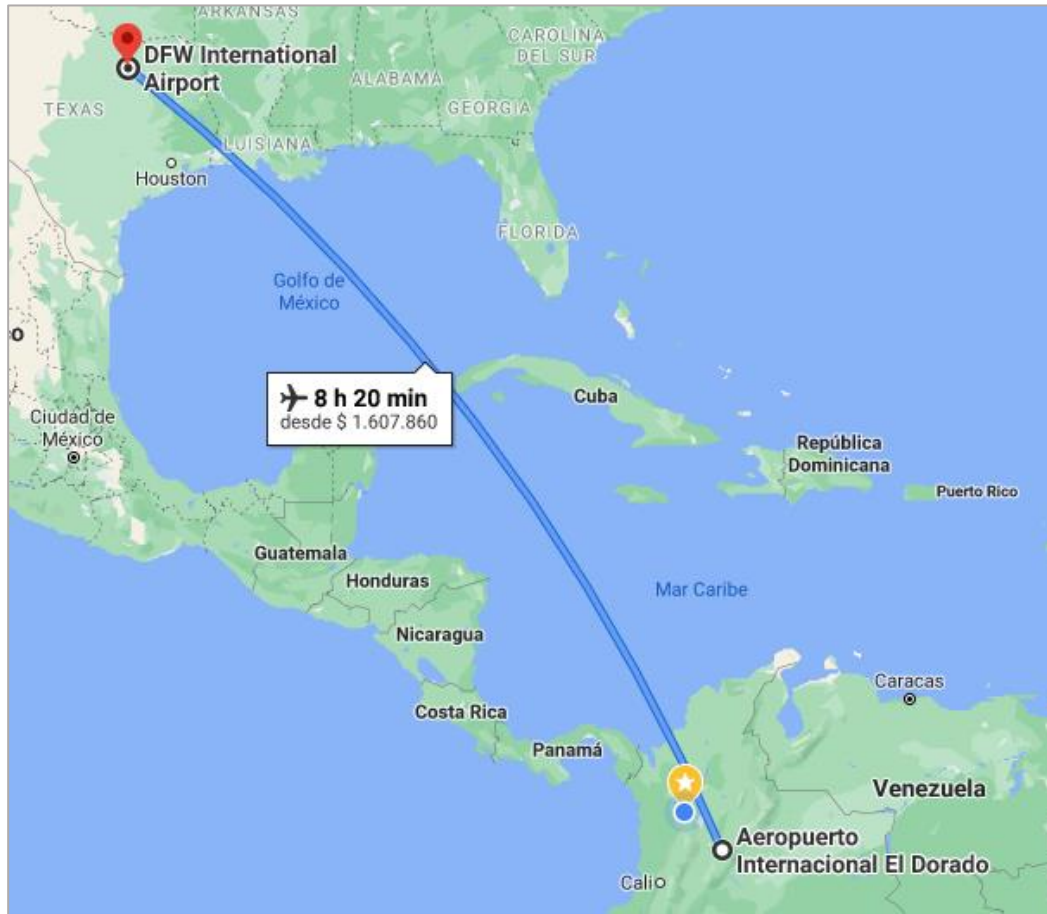 ARKANSAS
CAROLINA
DEL SUR
DFW International
Airport
ALABAMA
GEORGIA
TEXAS
LUISIANA
Houston
FLORIDA
Golfo de
México
o
8 h 20 min
desde $ 1.607.860
Cuba
Ciudad de
México
República
Dominicana
Puerto Rico
Guatemala
Honduras
Mar Caribe
Nicaragua
Caracas
Costa Rica
Panamá
Venezuela
Aeropuerto
Internacional El Dorado
Cali